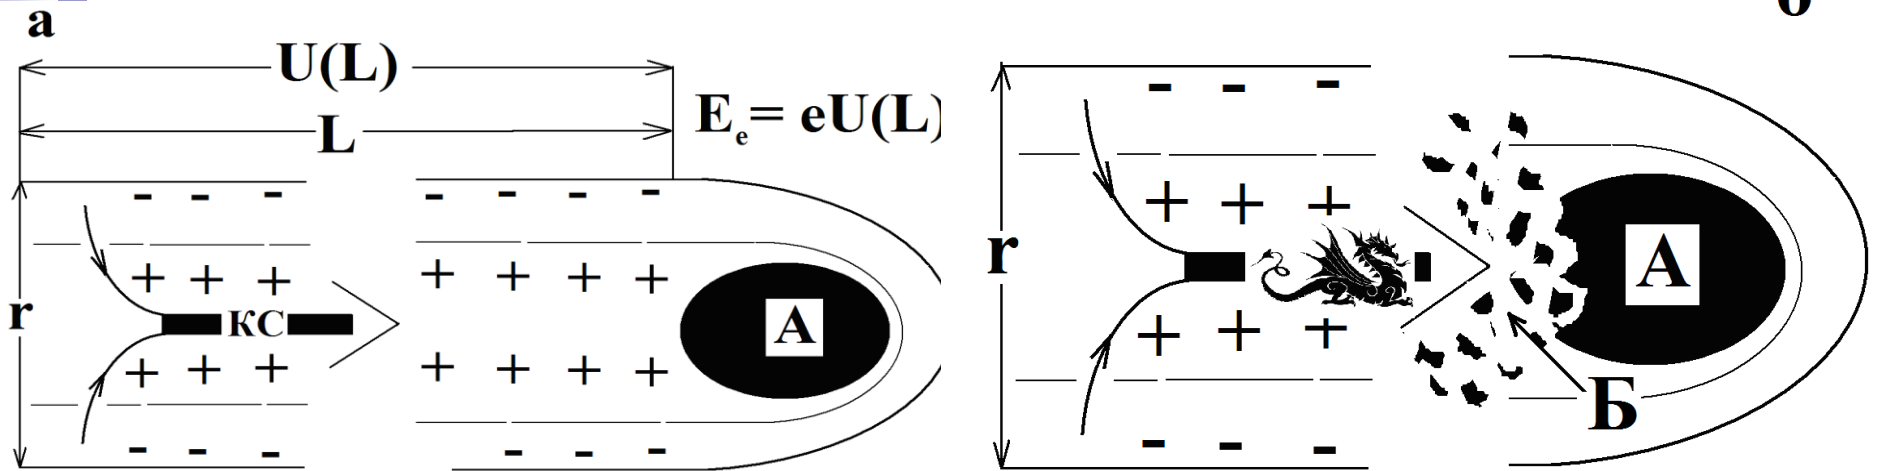 а
U(L)
L
Eₑ= eU(L)
r
- - -
- - - -
+ + +
+ + + +
КС
А
+ + +
+ + + +
- - -
- - -
б
r
- - -
+ + +
А
+ + +
Б
- - -